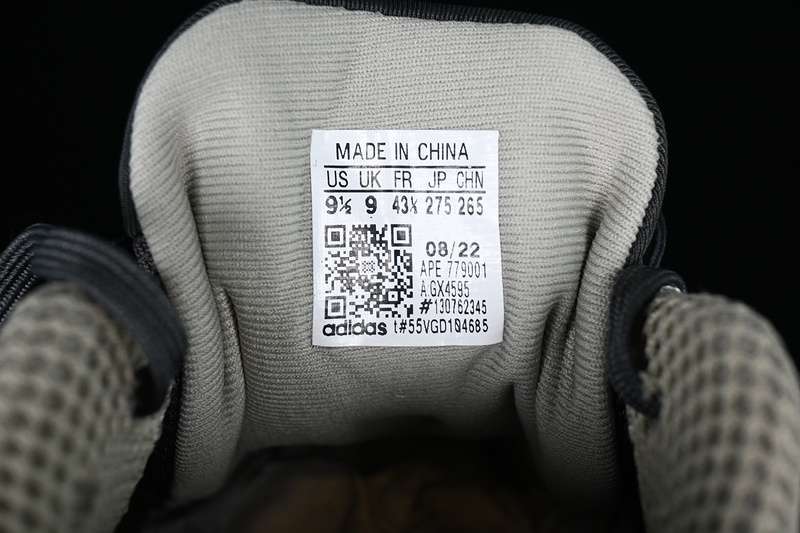 MADE IN CHINA
US UK FR JP CHN
9½ 9 43⅓ 275 265
08/22
APE 779001
A GX4595
#130762345
adidas t#55VGD104685